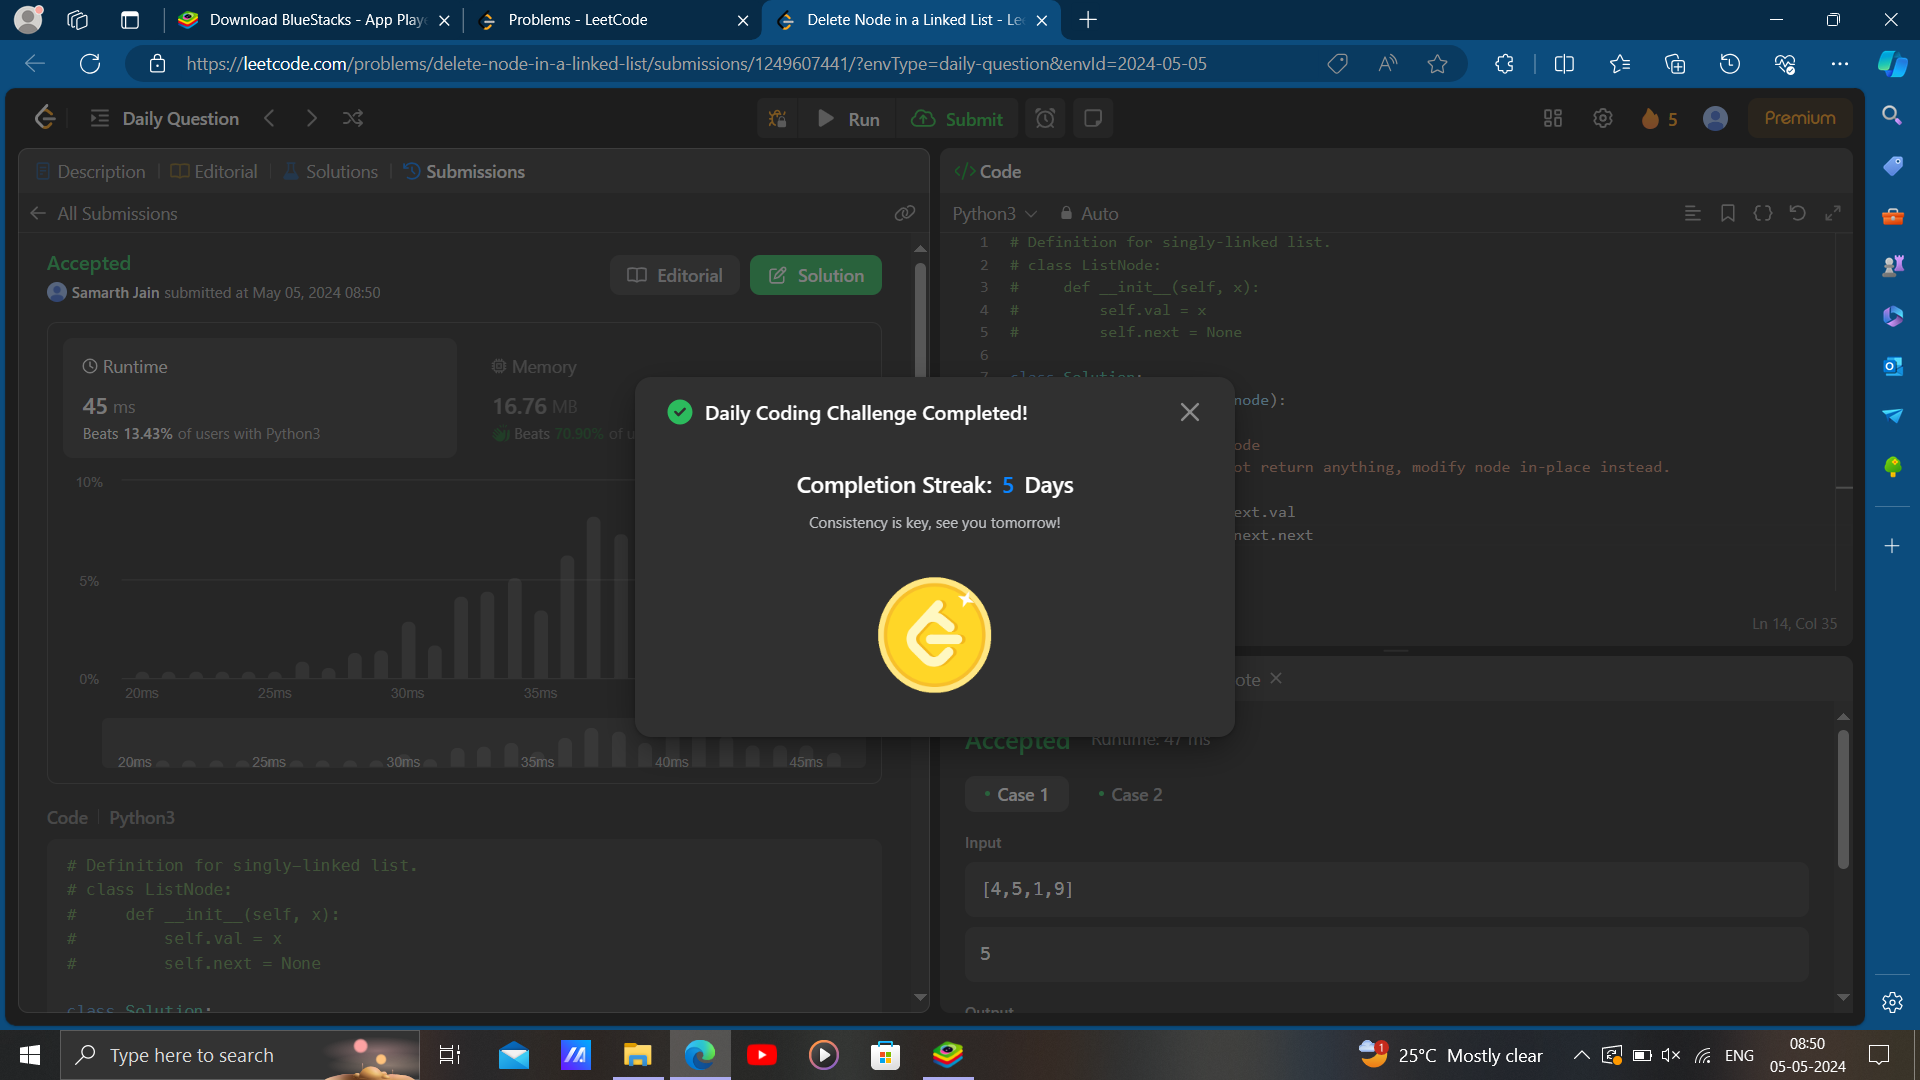 Download BlueStacks - App Play
Problems - LeetCode
Delete Node in a Linked List - Le
https://leetcode.com/problems/delete-node-in-a-linked-list/submissions/1249607441/?envType=daily-question&envId=2024-05-05
Daily Question
Run
Submit
5
Premium
Description
Editorial
Solutions
Submissions
All Submissions
Accepted
Samarth Jain submitted at May 05, 2024 08:50
Editorial
Solution
Runtime
45 ms
Beats 13.43% of users with Python3
Memory
16.76 MB
Beats 70.90% of u
10%
5%
0%
20ms 25ms 30ms 35ms
20ms 25ms 30ms 35ms 40ms 45ms
Code Python3
# Definition for singly-linked list.
# class ListNode:
#     def __init__(self, x):
#         self.val = x
#         self.next = None
class Solution:
Daily Coding Challenge Completed!
Completion Streak: 5 Days
Consistency is key, see you tomorrow!
</> Code
Python3
Auto
1 # Definition for singly-linked list.
2 # class ListNode:
3 #     def __init__(self, x):
4 #         self.val = x
5 #         self.next = None
6
7 class Solution:
node):
ode
ot return anything, modify node in-place instead.
ext.val
next.next
Ln 14, Col 35
ote
Accepted Runtime: 47 ms
Case 1
Case 2
Input
[4,5,1,9]
5
Output
Type here to search
1
25°C Mostly clear
ENG
08:50
05-05-2024